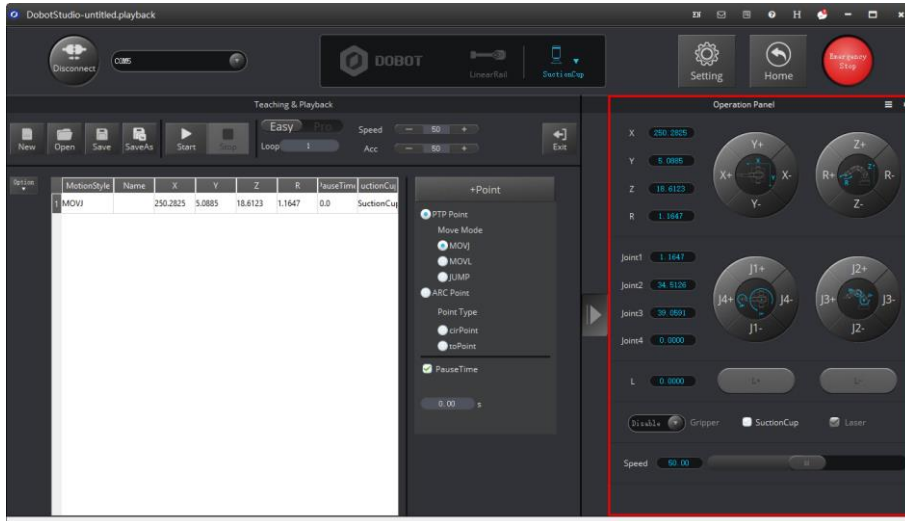 DobotStudio-untitled.playback
H
Disconnect
COM5
DOBOT
LinearRail
SuctionCup
Setting
Home
Emergency Stop
Teaching & Playback
Operation Panel
New Open Save SaveAs Start Stop
Easy Pro
Loop 1
Speed 50
Acc 50
Exit
Option
MotionStyle Name X Y Z R PauseTime uctionCup
1 MOVJ 250.2825 5.0885 18.6123 1.1647 0.0 SuctionCup
+Point
PTP Point
Move Mode
MOVJ
MOVL
JUMP
ARC Point
Point Type
cirPoint
toPoint
PauseTime
0.00 s
X 250.2825
Y 5.0885
Z 18.6123
R 1.1647
Y+
X+ X-
Y-
Z+
R+ R-
Z-
Joint1 1.1647
Joint2 34.5126
Joint3 39.0591
Joint4 0.0000
J1+
J4+ J4-
J1-
J2+
J3+ J3-
J2-
L 0.0000
L+
L-
Disable Gripper SuctionCup Laser
Speed 50.00